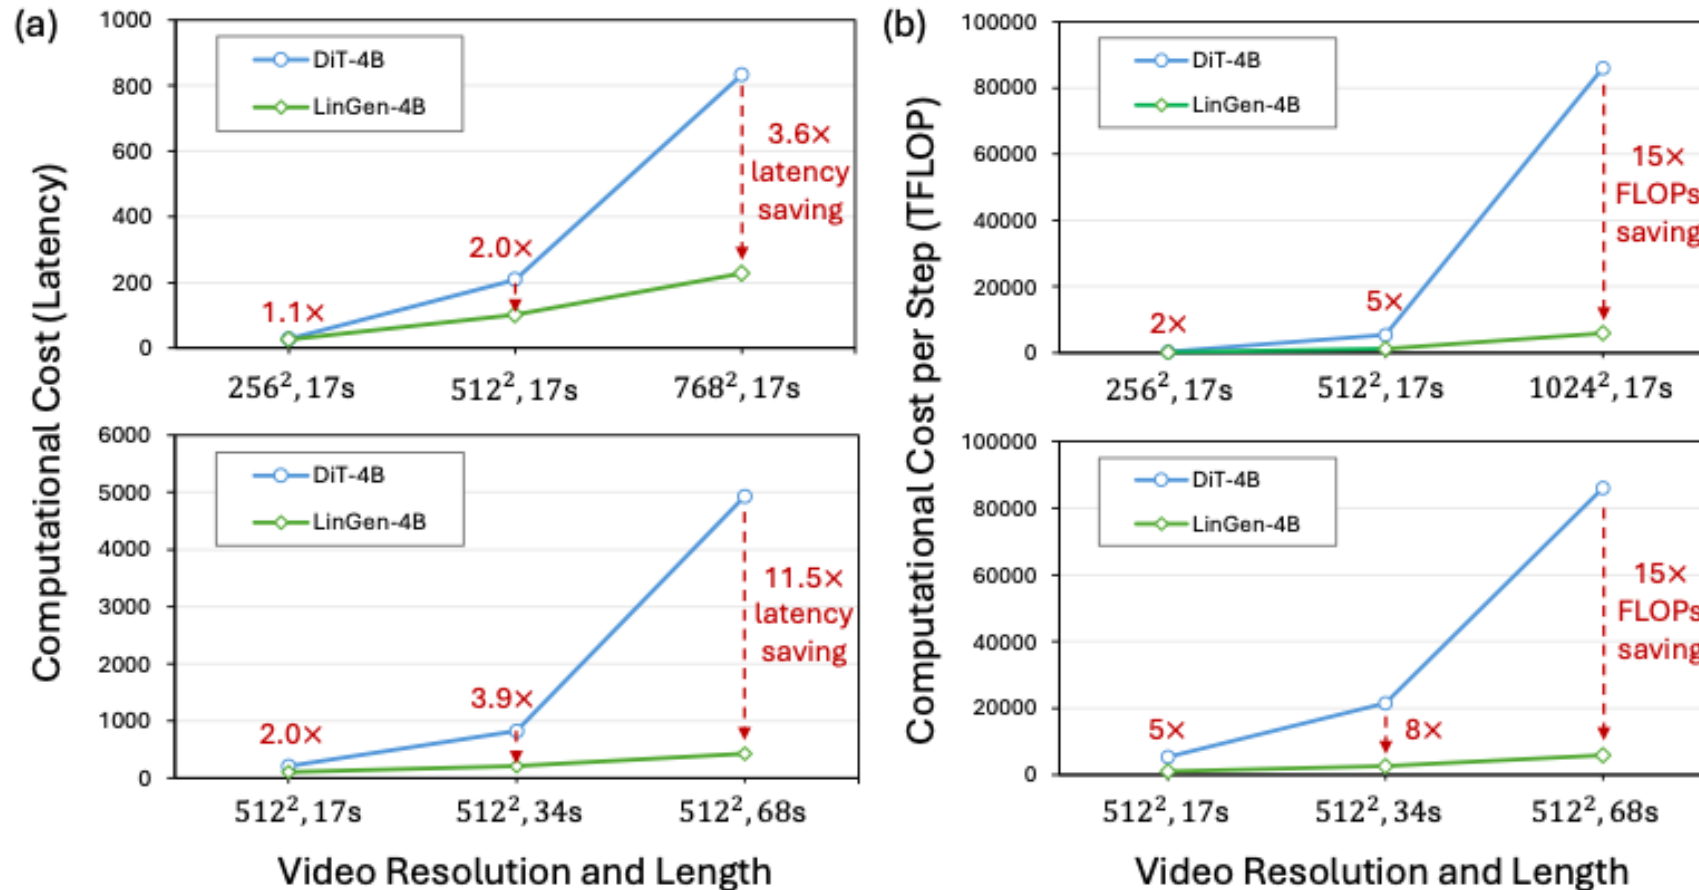 (a)
Computational Cost (Latency)
1000
800
600
400
200
0
DiT-4B
LinGen-4B
1.1×
2.0×
3.6×
latency
saving
256², 17s
512², 17s
768², 17s
6000
5000
4000
3000
2000
1000
0
DiT-4B
LinGen-4B
2.0×
3.9×
11.5×
latency
saving
512², 17s
512², 34s
512², 68s
Video Resolution and Length
(b)
Computational Cost per Step (TFLOP)
100000
80000
60000
40000
20000
0
DiT-4B
LinGen-4B
2×
5×
15×
FLOPs
saving
256², 17s
512², 17s
1024², 17s
100000
80000
60000
40000
20000
0
DiT-4B
LinGen-4B
5×
8×
15×
FLOPs
saving
512², 17s
512², 34s
512², 68s
Video Resolution and Length